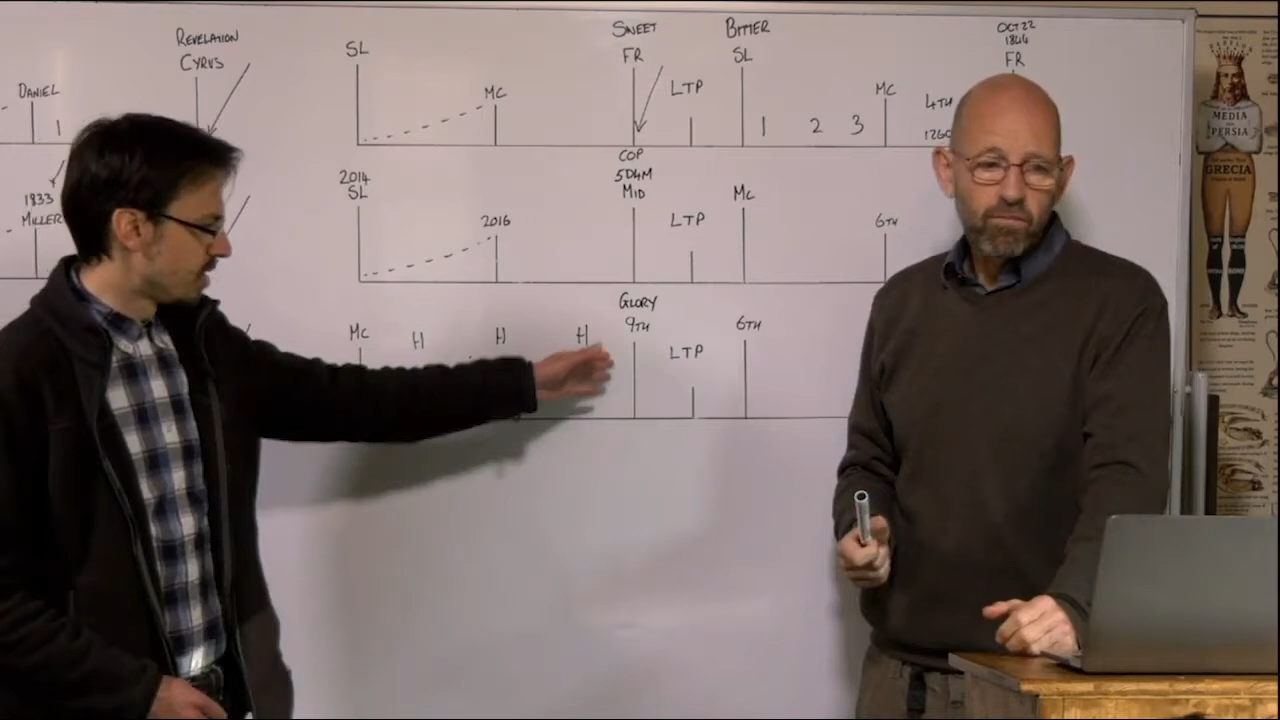 SWEET
BITTER
OCT 22
1844
REVELATION
CYRUS
SL
FR
SL
FR
DANIEL
MC
LTP
MC
4TH
1
1
2
3
1260
COP
2014
SL
5D4M
MID
MC
1833
MILLER
2016
LTP
6TH
GLORY
MC
H
H
H
9TH
6TH
LTP
MEDIA
PERSIA
GRECIA